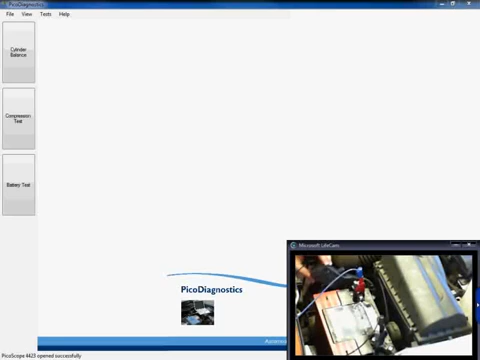 PicoDiagnostics
File View Tests Help
Cylinder
Balance
Compression
Test
Battery Test
PicoDiagnostics
Microsoft LifeCam
PicoScope 4423 opened successfully